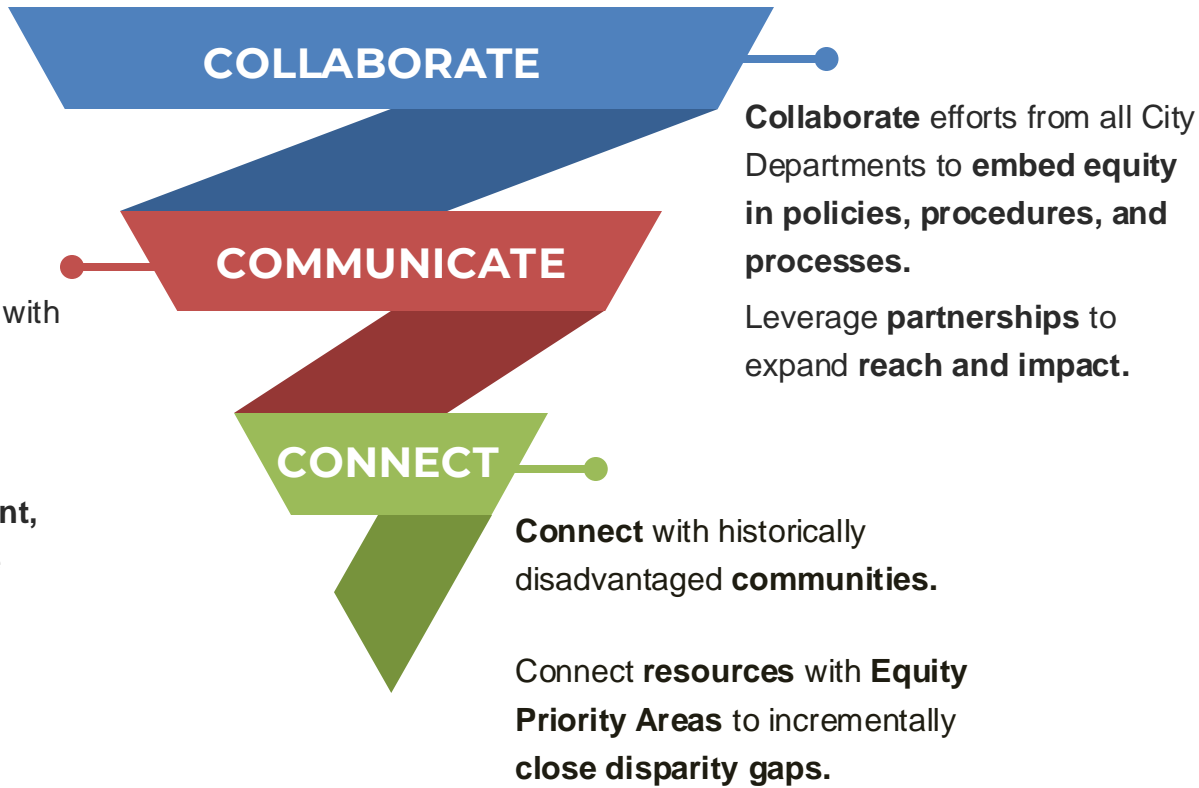 COLLABORATE
Collaborate efforts from all City
Departments to embed equity
in policies, procedures, and
processes.
Leverage partnerships to
expand reach and impact.
COMMUNICATE
with
CONNECT
Connect with historically
disadvantaged communities.
Connect resources with Equity
Priority Areas to incrementally
close disparity gaps.